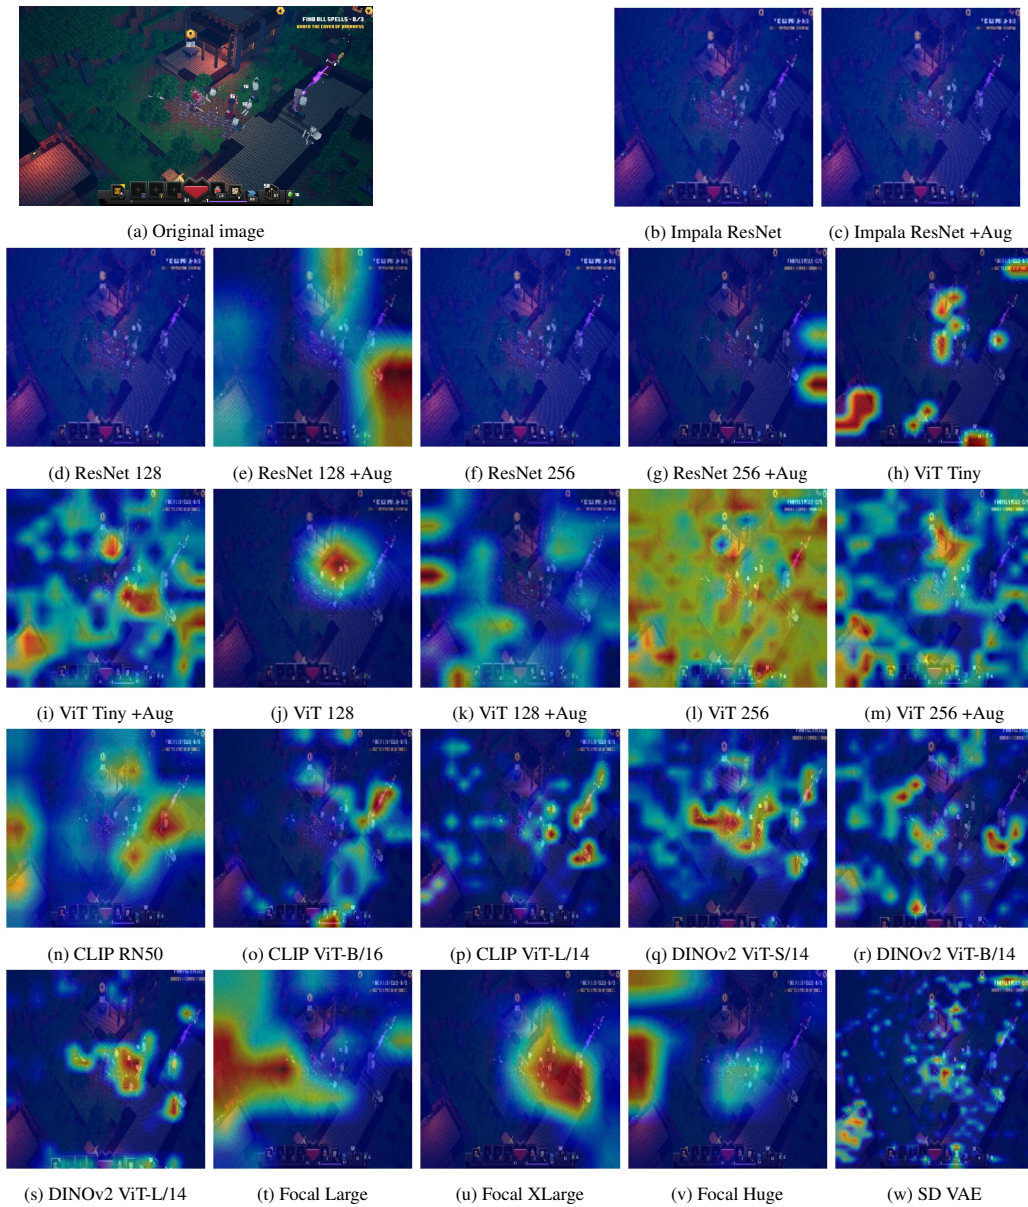 FIND ALL SPELLS - 0/3
UNDER THE COVER OF DARKNESS
(a) Original image
(b) Impala ResNet
(c) Impala ResNet +Aug
(d) ResNet 128
(e) ResNet 128 +Aug
(f) ResNet 256
(g) ResNet 256 +Aug
(h) ViT Tiny
(i) ViT Tiny +Aug
(j) ViT 128
(k) ViT 128 +Aug
(l) ViT 256
(m) ViT 256 +Aug
(n) CLIP RN50
(o) CLIP ViT-B/16
(p) CLIP ViT-L/14
(q) DINOv2 ViT-S/14
(r) DINOv2 ViT-B/14
(s) DINOv2 ViT-L/14
(t) Focal Large
(u) Focal XLarge
(v) Focal Huge
(w) SD VAE